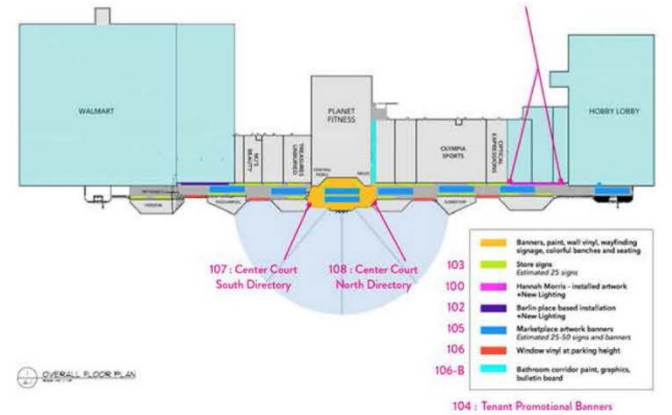 WALMART
PLANET
FITNESS
HOBBY LOBBY
MJ'S
BEAUTY
TREASURES
UNBURIED
OLYMPIA
SPORTS
OPTICAL
EXPRESSIONS
107 : Center Court
South Directory
108 : Center Court
North Directory
Banners, paint, wall vinyl, wayfinding
signage, colorful benches and seating
103
Store signs
Estimated 25 signs
100
Hannah Morris - installed artwork
+New Lighting
102
Berlin place based installation
+New Lighting
105
Marketplace artwork banners
Estimated 25-50 signs and banners
106
Window vinyl at parking height
106-B
Bathroom corridor paint, graphics,
bulletin board
104 : Tenant Promotional Banners
OVERALL FLOOR PLAN